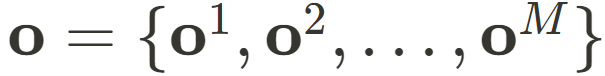 𝐨 = {𝐨¹, 𝐨², . . . , 𝐨ᴹ}